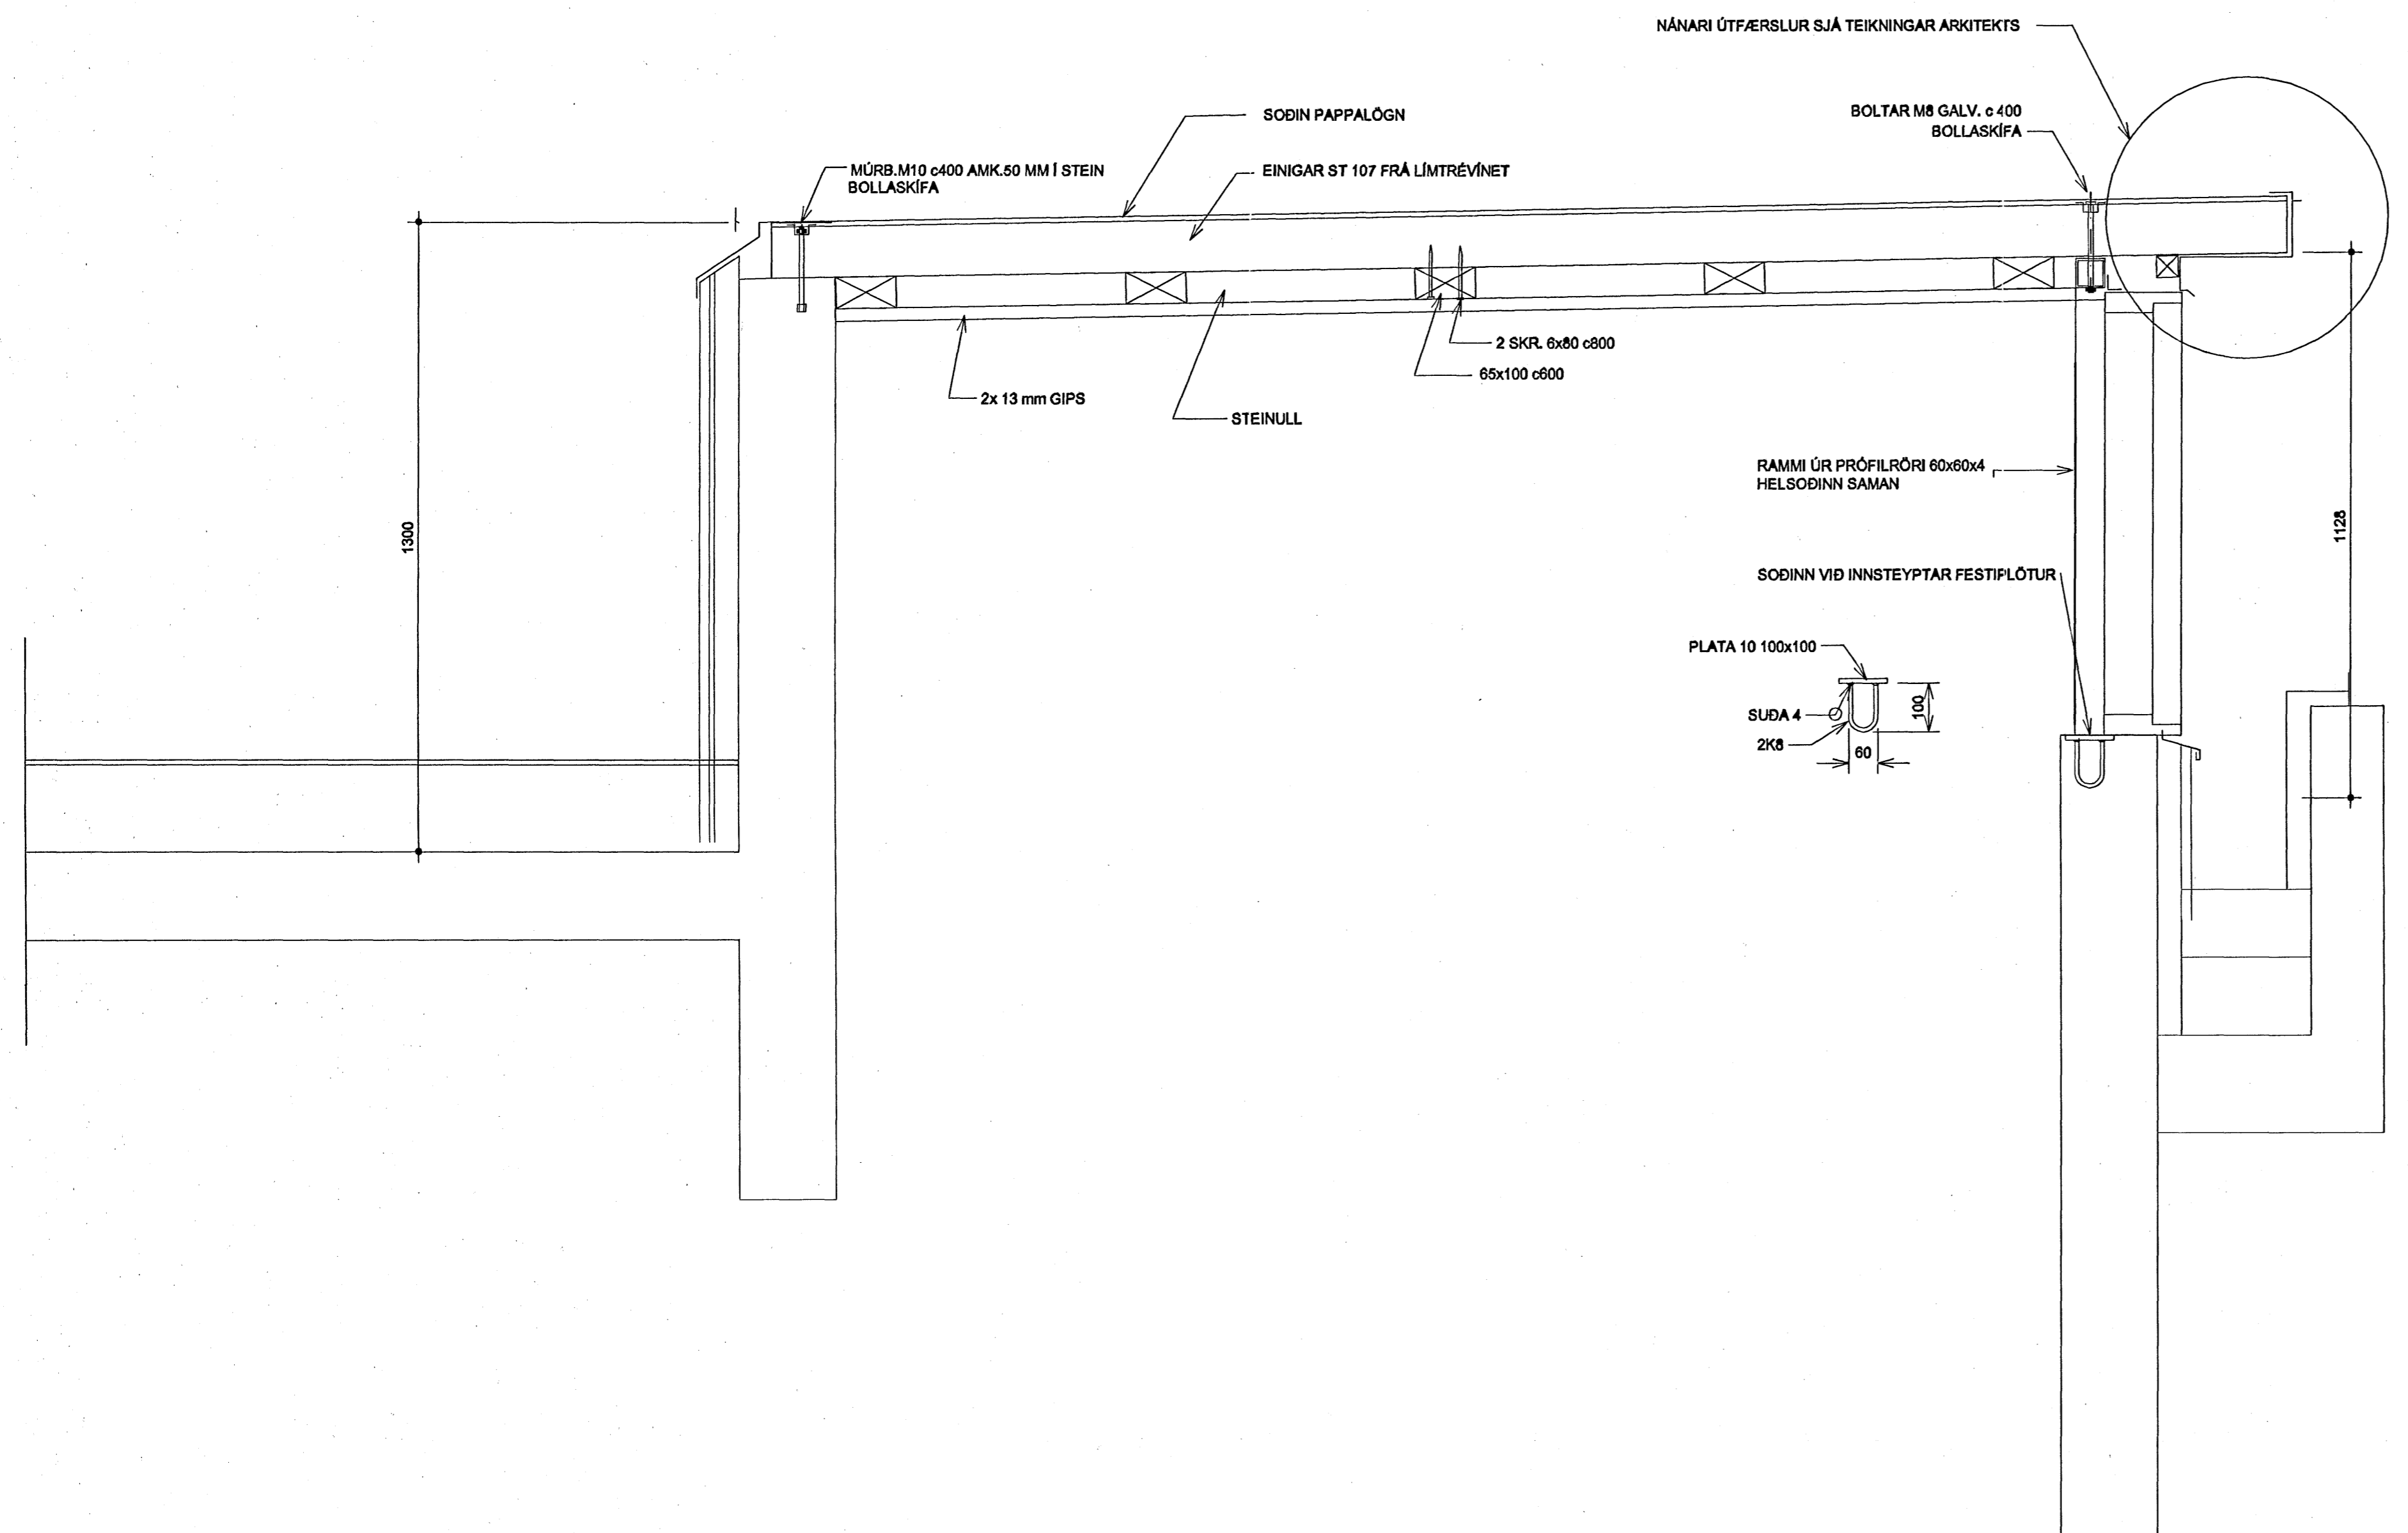 NÁNARI ÚTFÆRSLUR SJÁ TEIKNINGAR ARKITEKTS
SOÐIN PAPPALÖGN
BOLTAR M8 GALV. c 400
BOLLASKÍFA
MÚRB.M10 c400 AMK.50 MM Í STEIN
BOLLASKÍFA
EINIGAR ST 107 FRÁ LÍMTRÉVÍNET
2 SKR. 6x80 c800
65x100 c600
2x 13 mm GIPS
STEINULL
RAMMI ÚR PRÓFILRÖRI 60x60x4
HELSOÐINN SAMAN
1300
1128
SOÐINN VIÐ INNSTEYPTAR FESTIPLÖTUR
PLATA 10 100x100
SUÐA 4
100
2K8
60